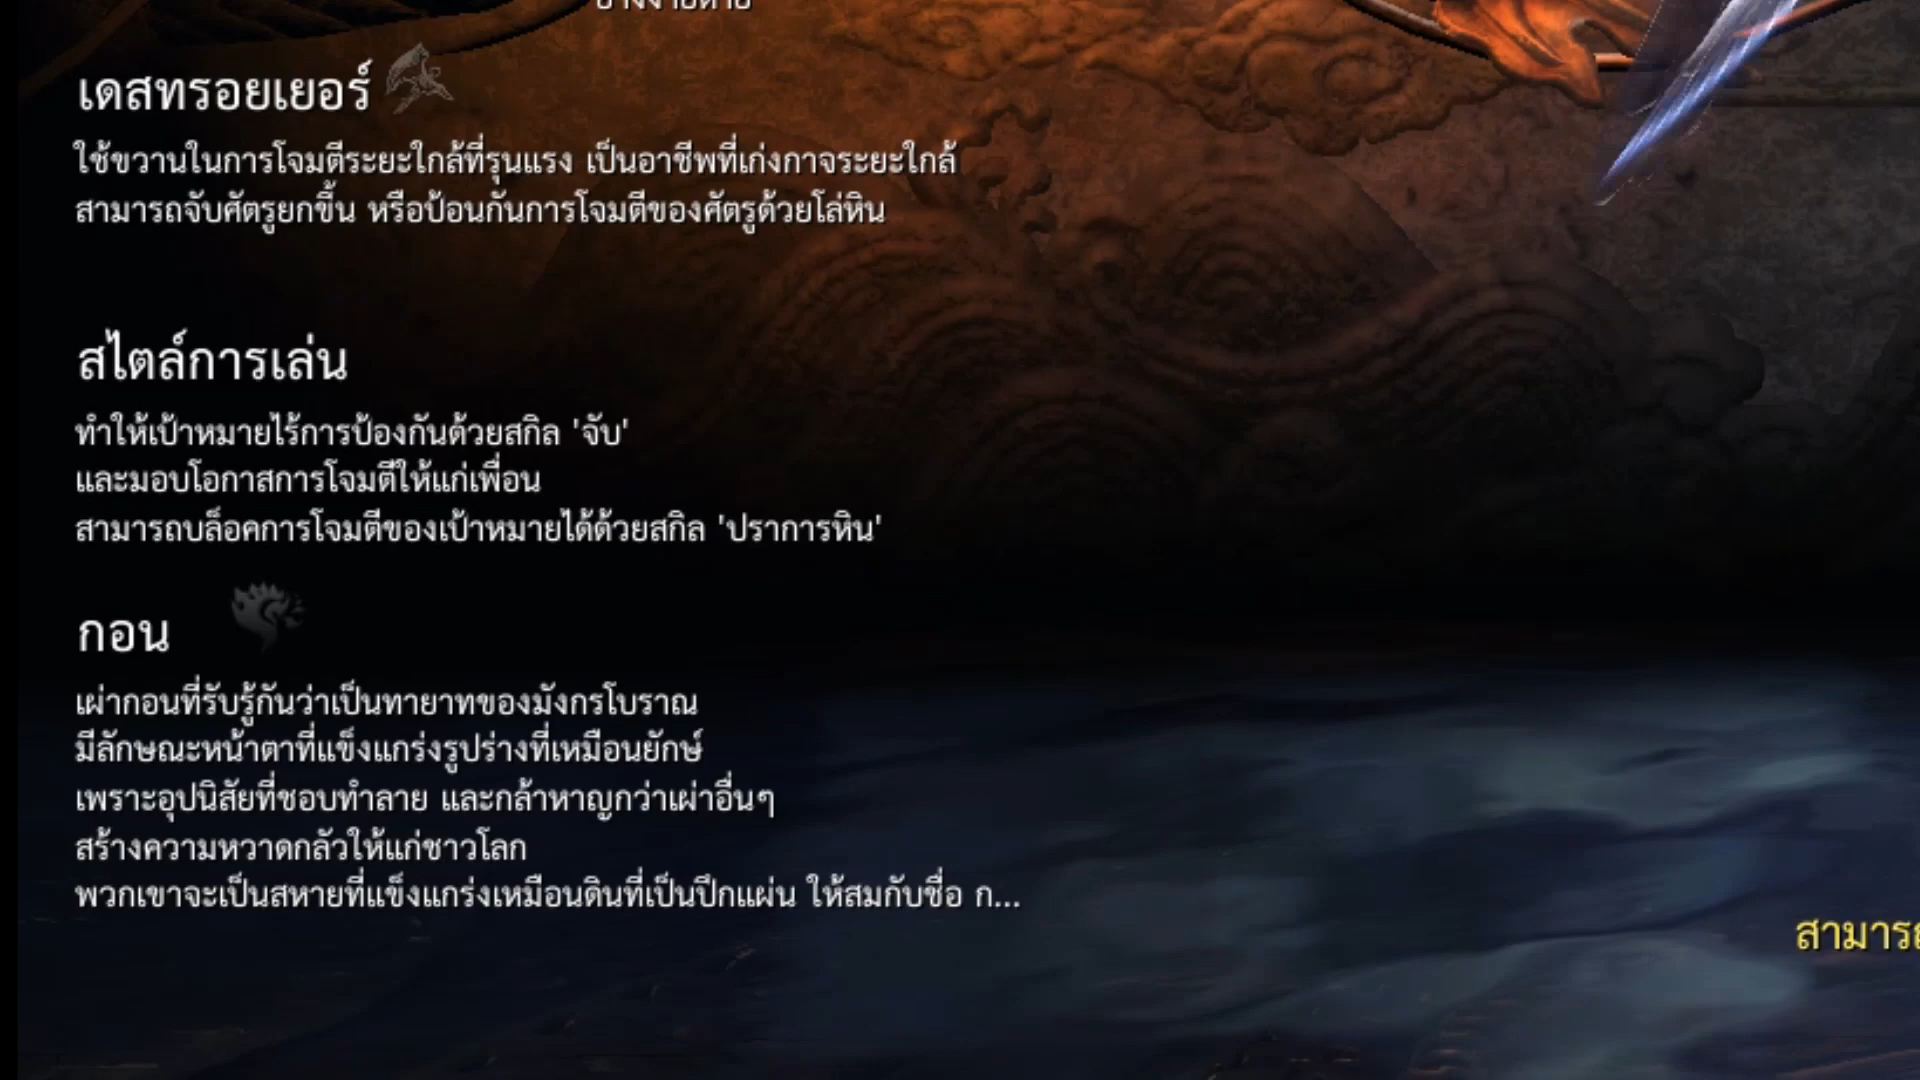 เดสทรอยเยอร์
ใช้ขวานในการโจมตีระยะใกล้ที่รุนแรง เป็นอาชีพที่เก่งกาจระยะใกล้
สามารถจับศัตรูยกขึ้น หรือป้อนกันการโจมตีของศัตรูด้วยโล่หิน
สไตล์การเล่น
ทำให้เป้าหมายไร้การป้องกันด้วยสกิล 'จับ'
และมอบโอกาสการโจมตีให้แก่เพื่อน
สามารถบล็อคการโจมตีของเป้าหมายได้ด้วยสกิล 'ปราการหิน'
กอน
เผ่ากอนที่รับรู้กันว่าเป็นทายาทของมังกรโบราณ
มีลักษณะหน้าตาที่แข็งแกร่งรูปร่างที่เหมือนยักษ์
เพราะอุปนิสัยที่ชอบทำลาย และกล้าหาญกว่าเผ่าอื่นๆ
สร้างความหวาดกลัวให้แก่ชาวโลก
พวกเขาจะเป็นสหายที่แข็งแกร่งเหมือนดินที่เป็นปึกแผ่น ให้สมกับชื่อ ก...